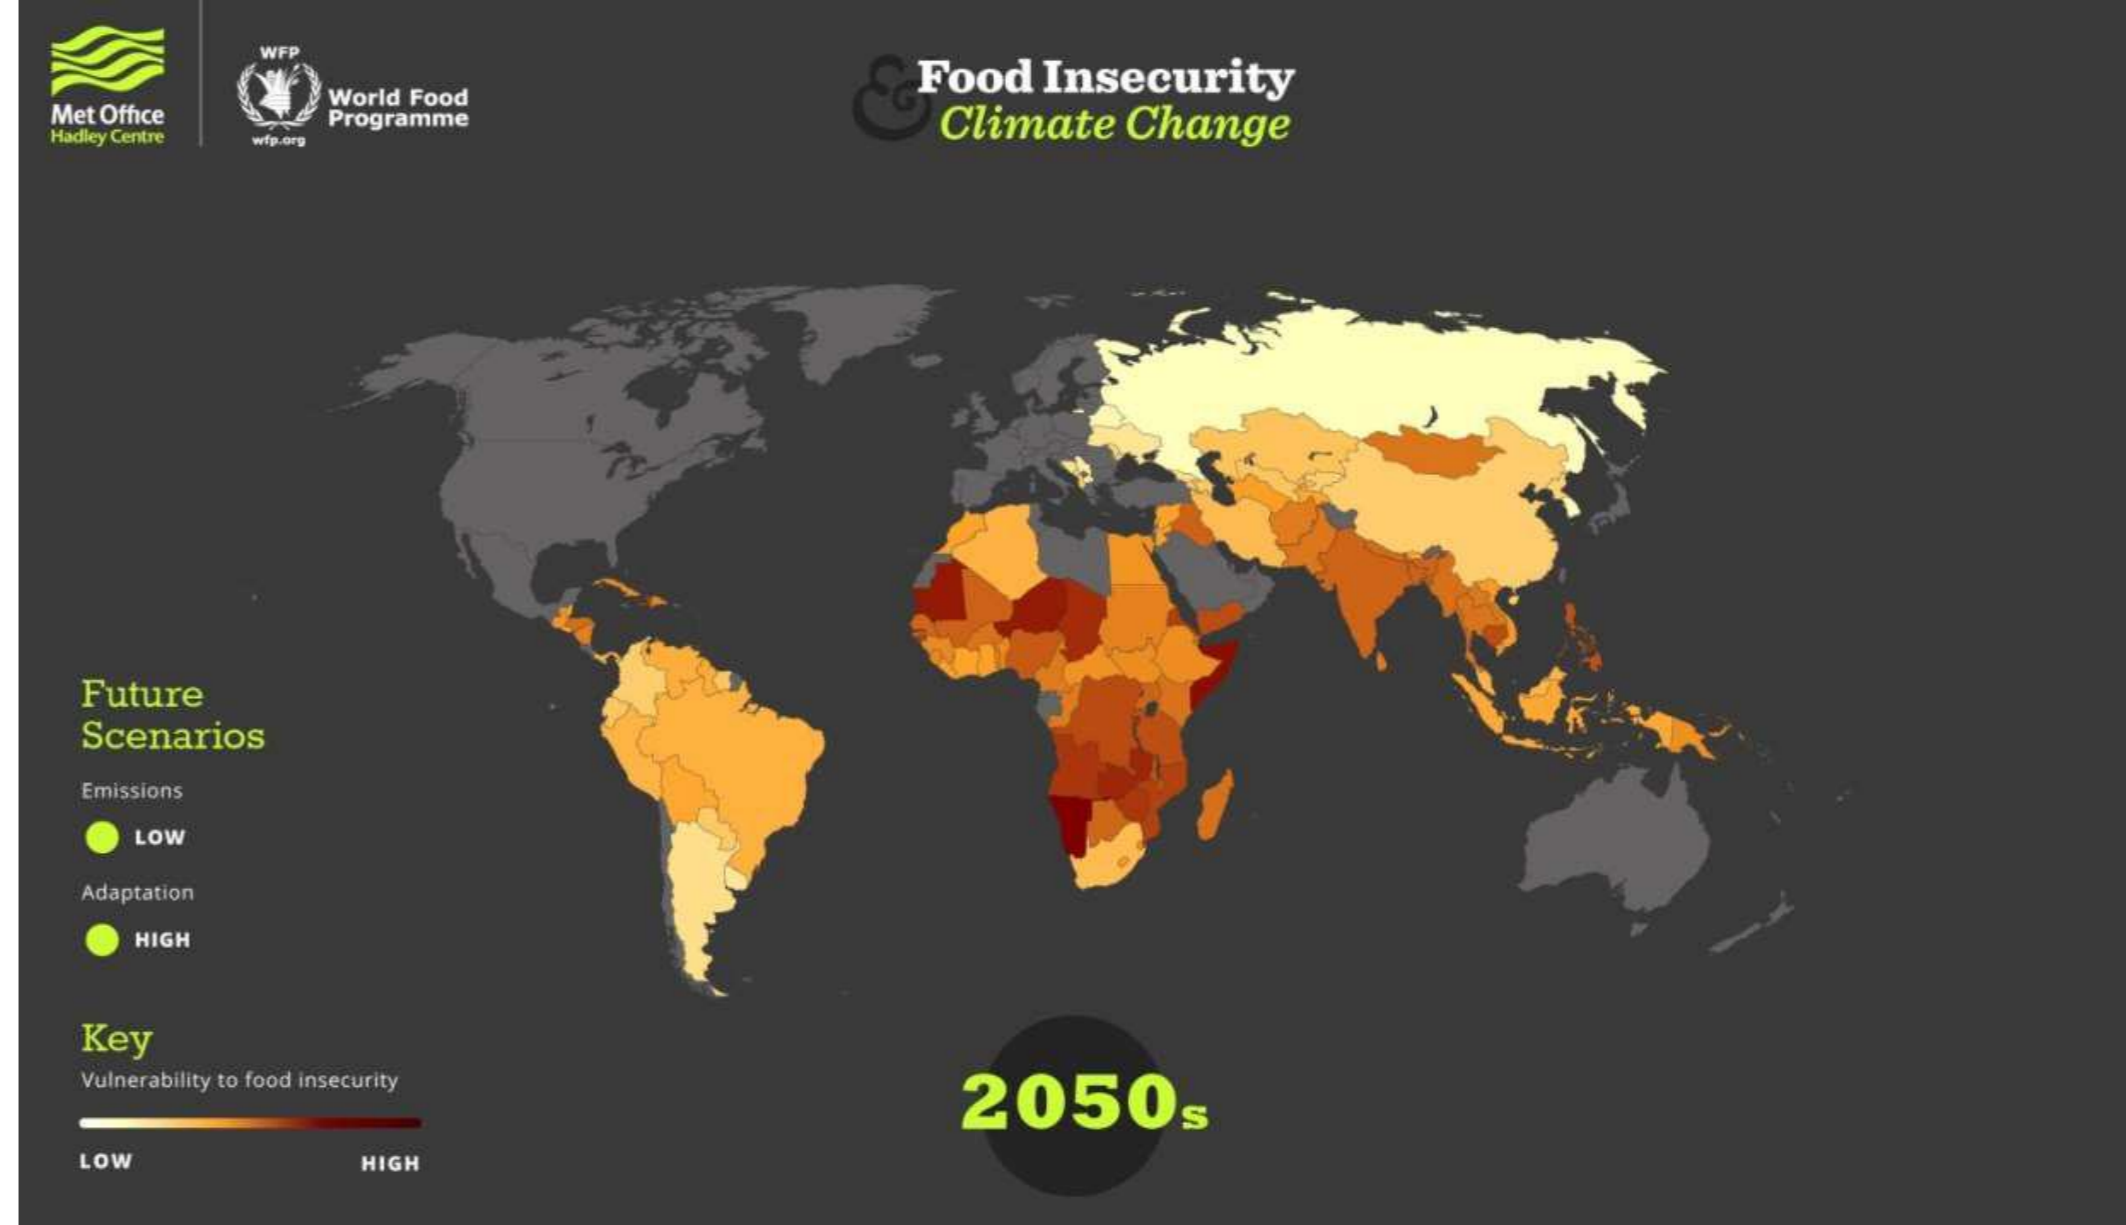 Met Office
Hadley Centre
WFP
World Food
Programme
wfp.org
& Food Insecurity
Climate Change
Future
Scenarios
Emissions
LOW
Adaptation
HIGH
Key
Vulnerability to food insecurity
LOW HIGH
2050s